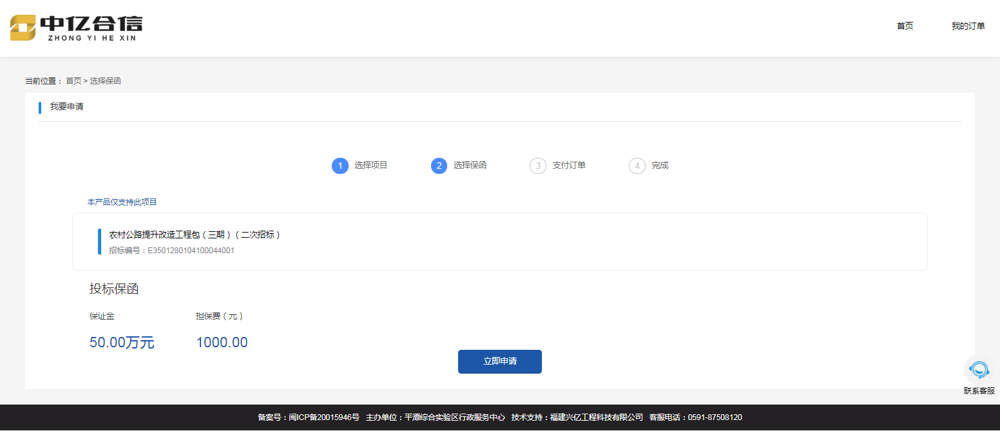 中亿合信
ZHONG YI HE XIN
首页 我的订单
当前位置： 首页 > 选择保函
我要申请
1 选择项目 2 选择保函 3 支付订单 4 完成
本产品仅支持此项目
农村公路提升改造工程包（三期）（二次招标）
招标编号：E3501280104100044001
投标保函
保证金 担保费（元）
50.00万元 1000.00
立即申请
联系客服
备案号：闽ICP备20015946号 主办单位：平潭综合实验区行政服务中心 技术支持：福建兴亿工程科技有限公司 客服电话：0591-87508120